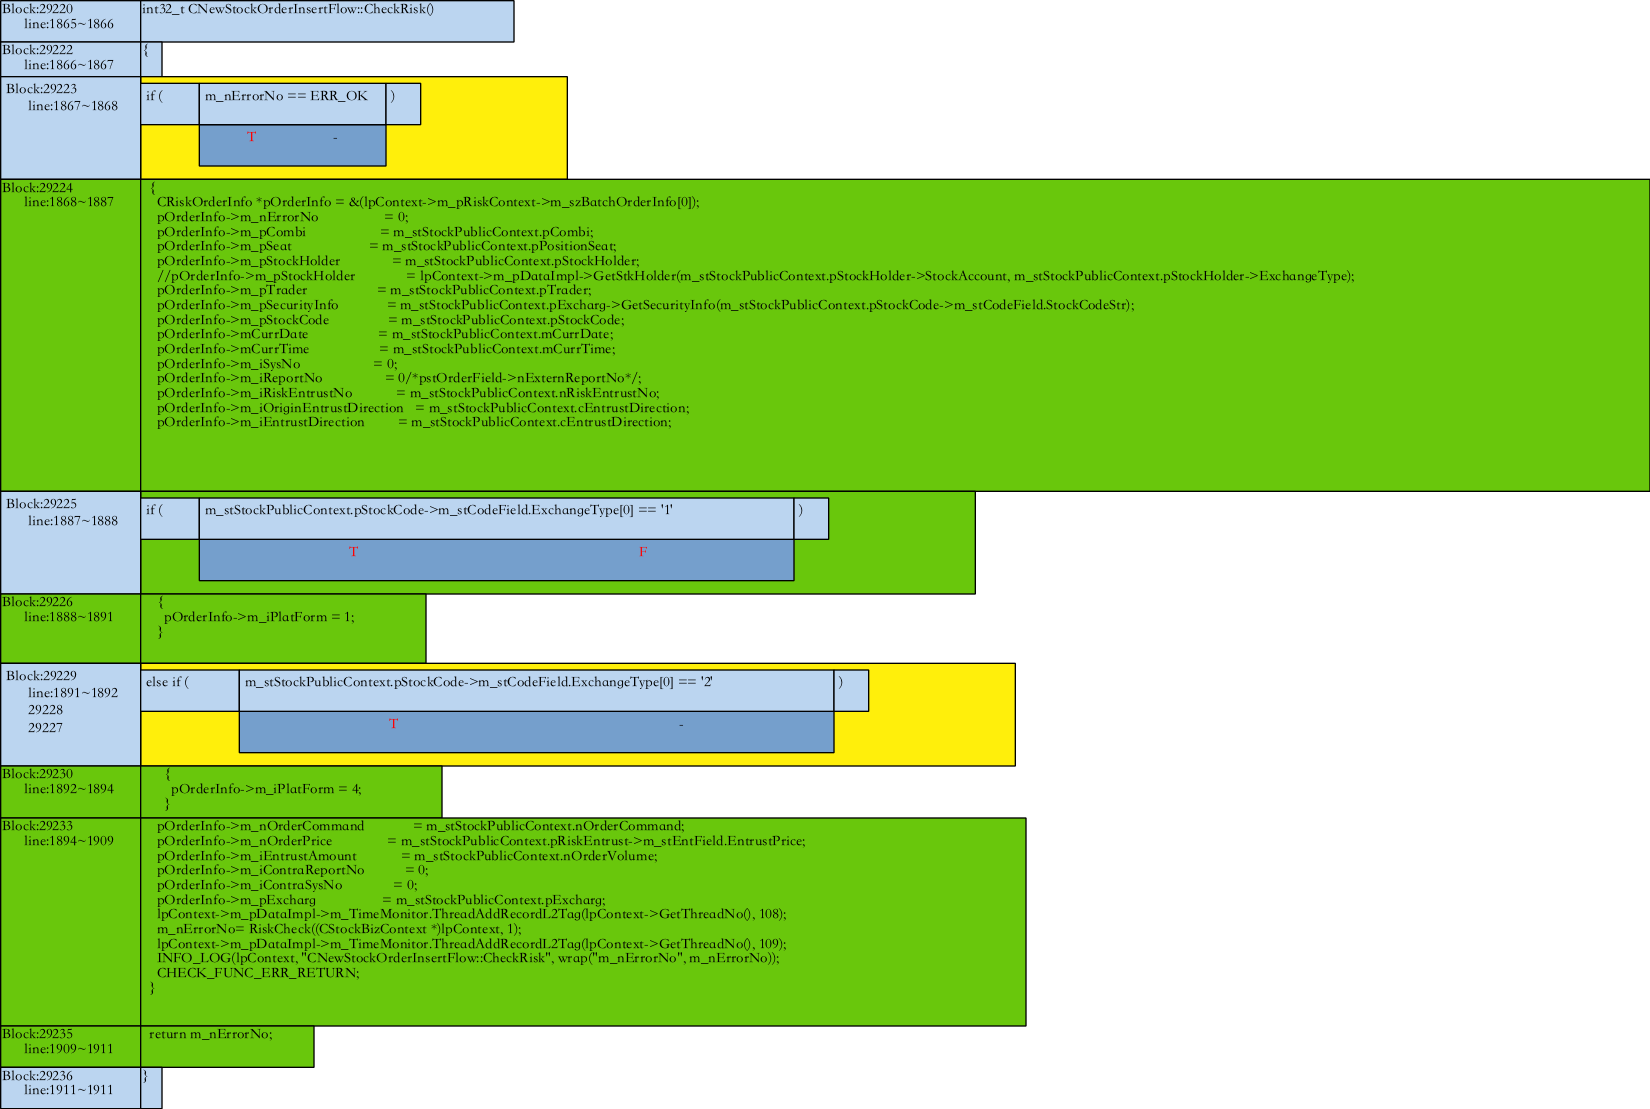 Block:29220 int32_t CNewStockOrderInsertFlow::CheckRisk()
line:1865~1866
Block:29222 {
line:1866~1867
Block:29223
line:1867~1868
if ( m_nErrorNo == ERR_OK )
T -
Block:29224 {
line:1868~1887
CRiskOrderInfo *pOrderInfo = &(lpContext->m_pRiskContext->m_szBatchOrderInfo[0]);
pOrderInfo->m_nErrorNo = 0;
pOrderInfo->m_pCombi = m_stStockPublicContext.pCombi;
pOrderInfo->m_pSeat = m_stStockPublicContext.pPositionSeat;
pOrderInfo->m_pStockHolder = m_stStockPublicContext.pStockHolder;
//pOrderInfo->m_pStockHolder = lpContext->m_pDataImpl->GetStkHolder(m_stStockPublicContext.pStockHolder->StockAccount, m_stStockPublicContext.pStockHolder->ExchangeType);
pOrderInfo->m_pTrader = m_stStockPublicContext.pTrader;
pOrderInfo->m_pSecurityInfo = m_stStockPublicContext.pExcharg->GetSecurityInfo(m_stStockPublicContext.pStockCode->m_stCodeField.StockCodeStr);
pOrderInfo->m_pStockCode = m_stStockPublicContext.pStockCode;
pOrderInfo->mCurrDate = m_stStockPublicContext.mCurrDate;
pOrderInfo->mCurrTime = m_stStockPublicContext.mCurrTime;
pOrderInfo->m_iSysNo = 0;
pOrderInfo->m_iReportNo = 0/*pstOrderField->nExternReportNo*/;
pOrderInfo->m_iRiskEntrustNo = m_stStockPublicContext.nRiskEntrustNo;
pOrderInfo->m_iOriginEntrustDirection = m_stStockPublicContext.cEntrustDirection;
pOrderInfo->m_iEntrustDirection = m_stStockPublicContext.cEntrustDirection;
Block:29225
line:1887~1888
if ( m_stStockPublicContext.pStockCode->m_stCodeField.ExchangeType[0] == '1' )
T F
Block:29226 {
line:1888~1891 pOrderInfo->m_iPlatForm = 1;
}
Block:29229
line:1891~1892
29228
29227
else if ( m_stStockPublicContext.pStockCode->m_stCodeField.ExchangeType[0] == '2' )
T -
Block:29230 {
line:1892~1894 pOrderInfo->m_iPlatForm = 4;
}
Block:29233 pOrderInfo->m_nOrderCommand = m_stStockPublicContext.nOrderCommand;
line:1894~1909 pOrderInfo->m_nOrderPrice = m_stStockPublicContext.pRiskEntrust->m_stEntField.EntrustPrice;
pOrderInfo->m_iEntrustAmount = m_stStockPublicContext.nOrderVolume;
pOrderInfo->m_iContraReportNo = 0;
pOrderInfo->m_iContraSysNo = 0;
pOrderInfo->m_pExcharg = m_stStockPublicContext.pExcharg;
lpContext->m_pDataImpl->m_TimeMonitor.ThreadAddRecordL2Tag(lpContext->GetThreadNo(), 108);
m_nErrorNo= RiskCheck((CStockBizContext *)lpContext, 1);
lpContext->m_pDataImpl->m_TimeMonitor.ThreadAddRecordL2Tag(lpContext->GetThreadNo(), 109);
INFO_LOG(lpContext, "CNewStockOrderInsertFlow::CheckRisk", wrap("m_nErrorNo", m_nErrorNo));
CHECK_FUNC_ERR_RETURN;
}
Block:29235 return m_nErrorNo;
line:1909~1911
Block:29236 }
line:1911~1911